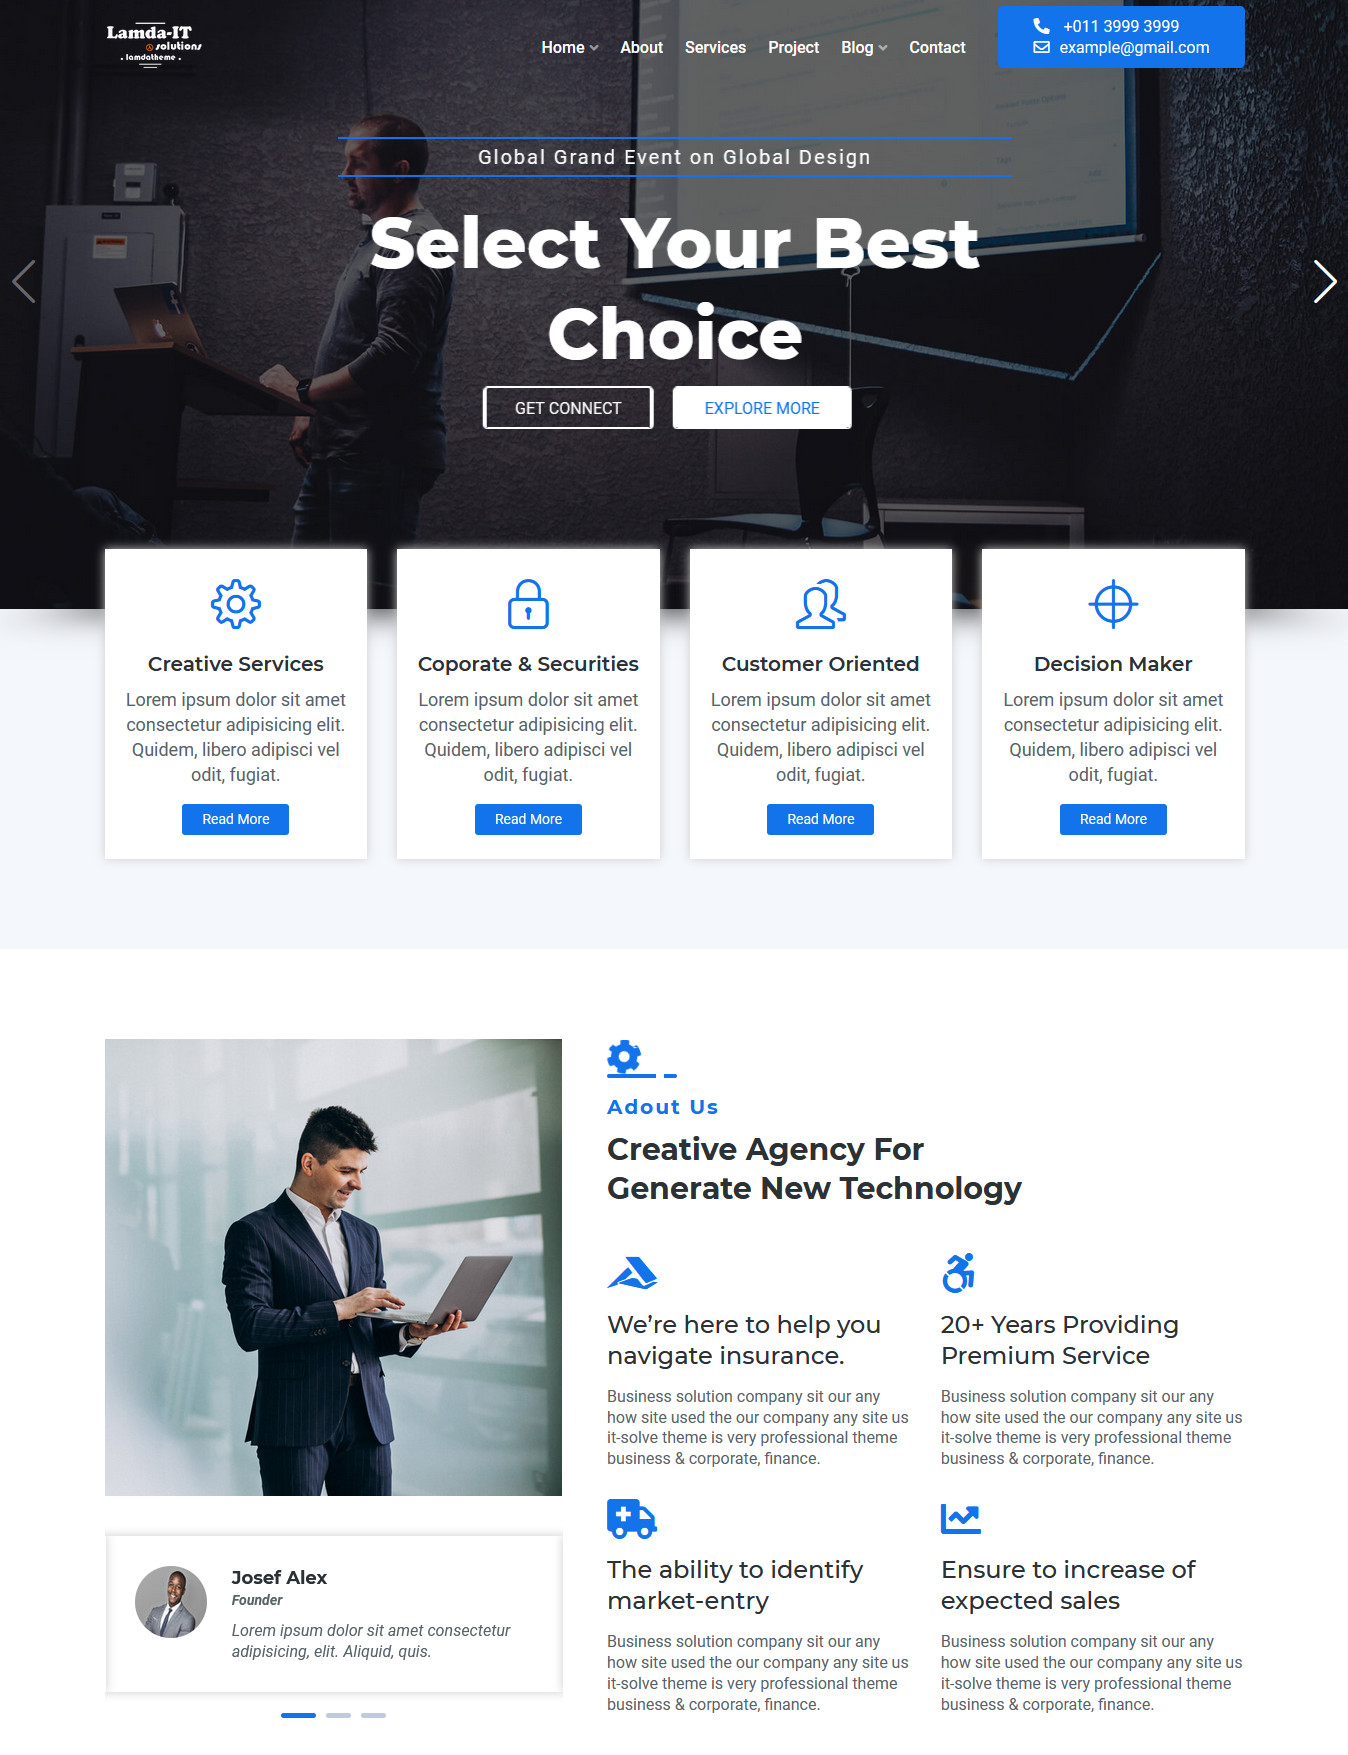 Lamda-IT
solutions
. lamdatheme .
Home
About
Services
Project
Blog
Contact
+011 3999 3999
example@gmail.com
Global Grand Event on Global Design
Select Your Best
Choice
GET CONNECT
EXPLORE MORE
Creative Services
Lorem ipsum dolor sit amet
consectetur adipisicing elit.
Quidem, libero adipisci vel
odit, fugiat.
Read More
Coporate & Securities
Lorem ipsum dolor sit amet
consectetur adipisicing elit.
Quidem, libero adipisci vel
odit, fugiat.
Read More
Customer Oriented
Lorem ipsum dolor sit amet
consectetur adipisicing elit.
Quidem, libero adipisci vel
odit, fugiat.
Read More
Decision Maker
Lorem ipsum dolor sit amet
consectetur adipisicing elit.
Quidem, libero adipisci vel
odit, fugiat.
Read More
Adout Us
Creative Agency For
Generate New Technology
We’re here to help you
navigate insurance.
Business solution company sit our any
how site used the our company any site us
it-solve theme is very professional theme
business & corporate, finance.
20+ Years Providing
Premium Service
Business solution company sit our any
how site used the our company any site us
it-solve theme is very professional theme
business & corporate, finance.
The ability to identify
market-entry
Business solution company sit our any
how site used the our company any site us
it-solve theme is very professional theme
business & corporate, finance.
Ensure to increase of
expected sales
Business solution company sit our any
how site used the our company any site us
it-solve theme is very professional theme
business & corporate, finance.
Josef Alex
Founder
Lorem ipsum dolor sit amet consectetur
adipisicing, elit. Aliquid, quis.